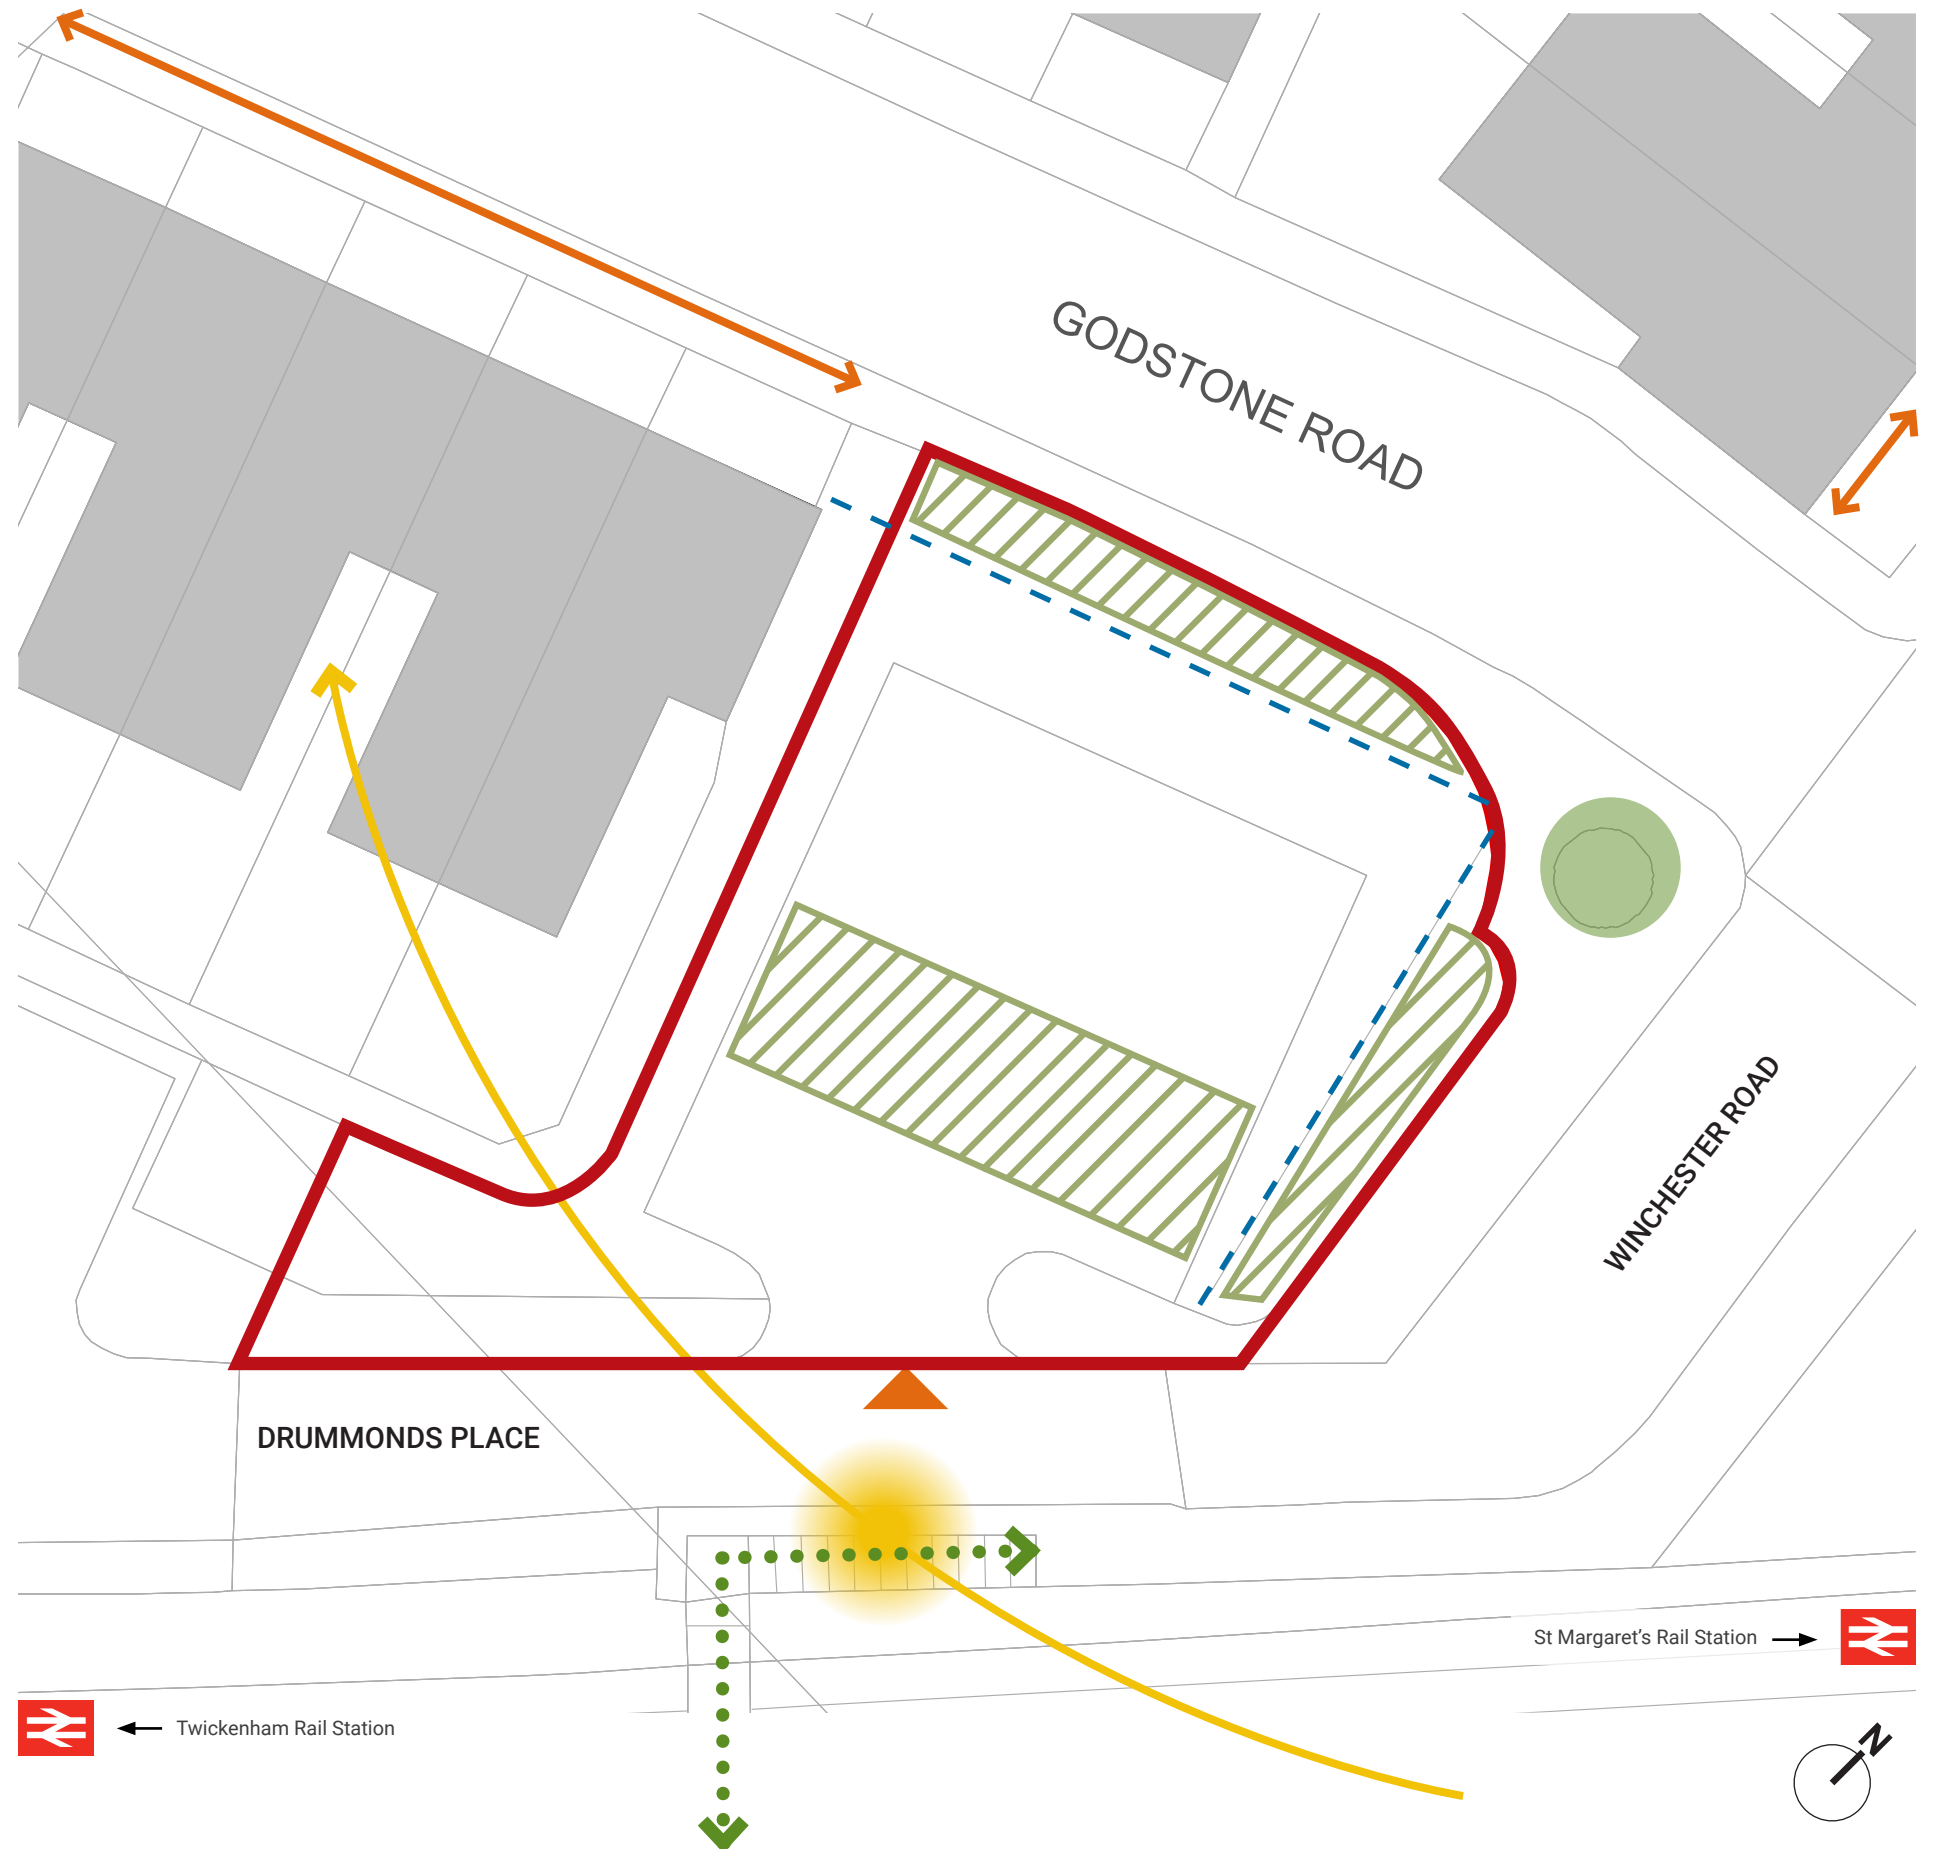 GODSTONE ROAD
WINCHESTER ROAD
DRUMMONDS PLACE
St Margaret’s Rail Station
Twickenham Rail Station
N